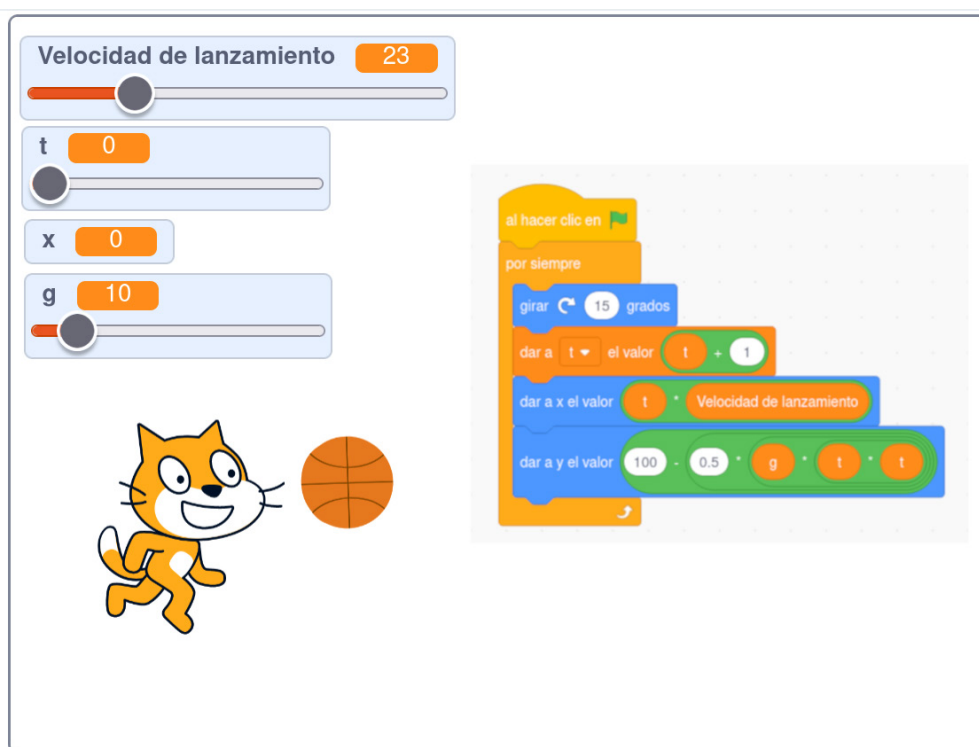 Velocidad de lanzamiento 23
t 0
x 0
g 10
al hacer clic en
por siempre
girar 15 grados
dar a t el valor t + 1
dar a x el valor t * Velocidad de lanzamiento
dar a y el valor 100 - 0.5 * g * t * t